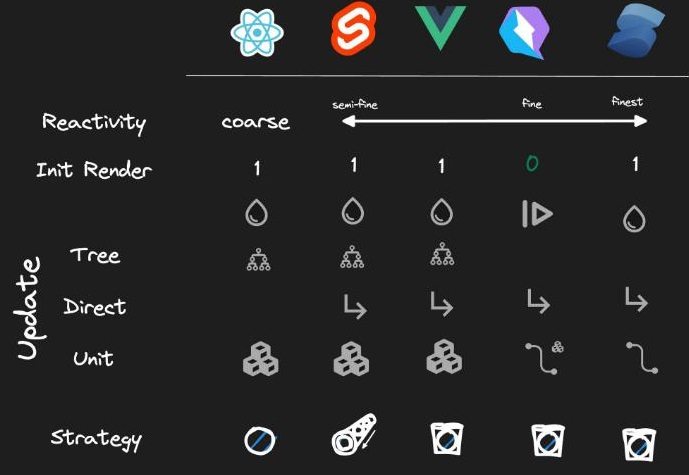 semi-fine fine finest
Reactivity coarse
Init Render 1 1 1 0 1
Update
Tree
Direct
Unit
Strategy